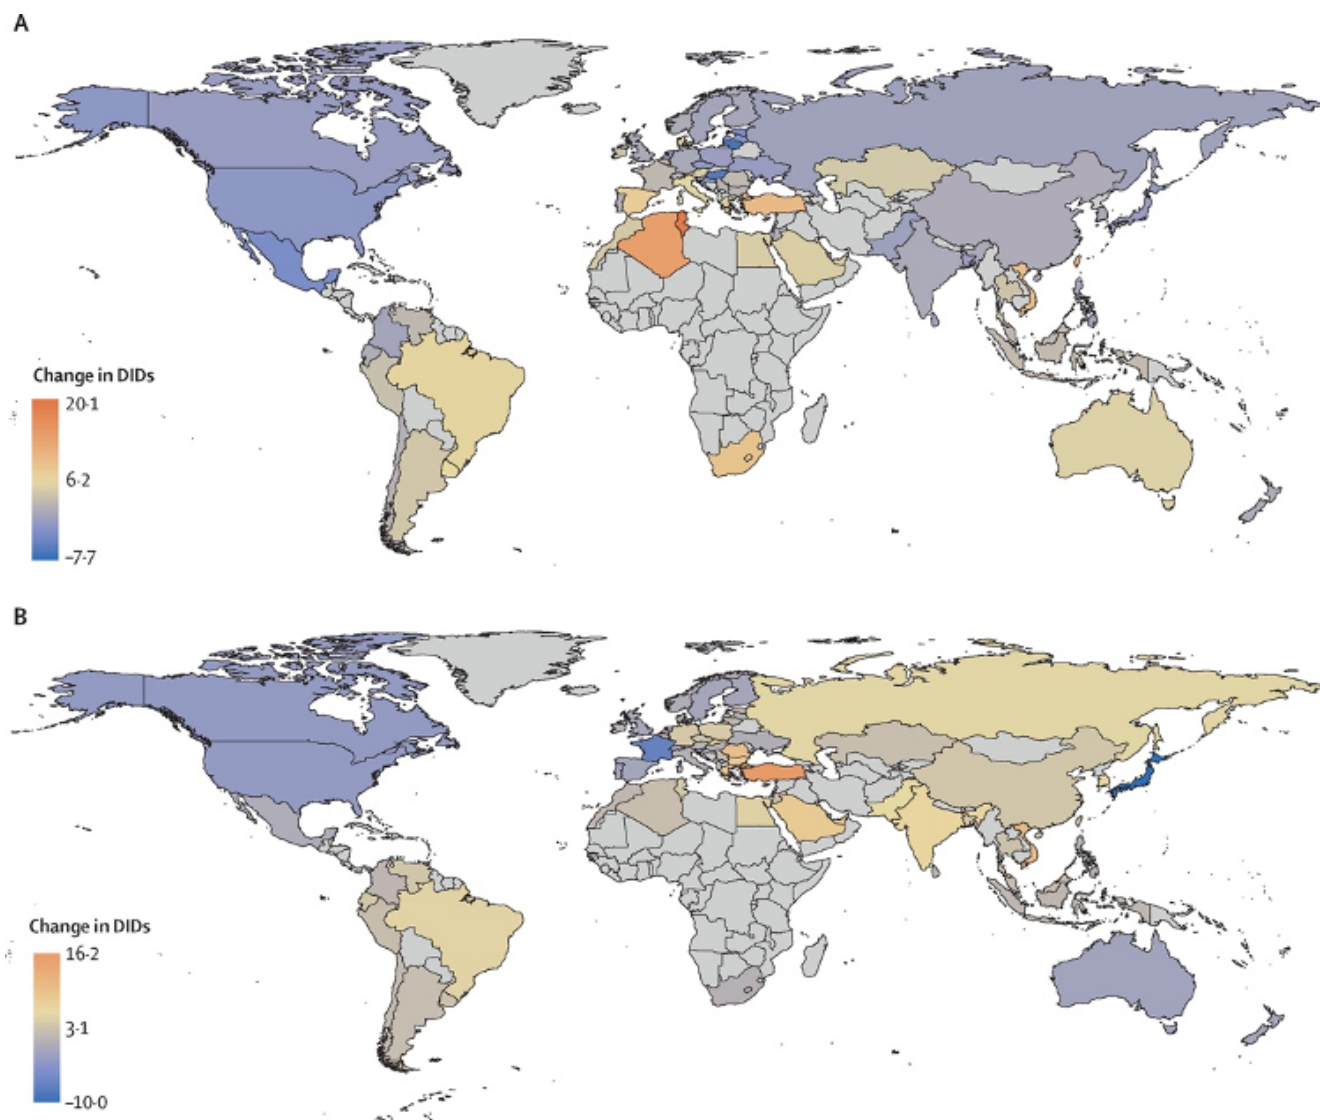 A
Change in DIDs
20·1
6·2
–7·7
B
Change in DIDs
16·2
3·1
–10·0